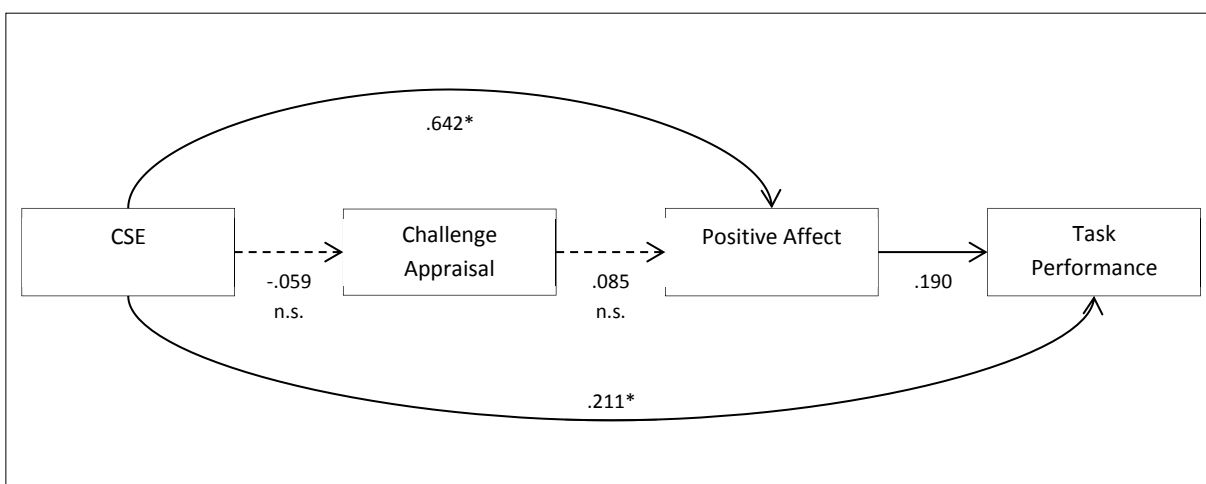 .642*
CSE
Challenge
Appraisal
Positive Affect
Task
Performance
-.059
n.s.
.085
n.s.
.190
.211*